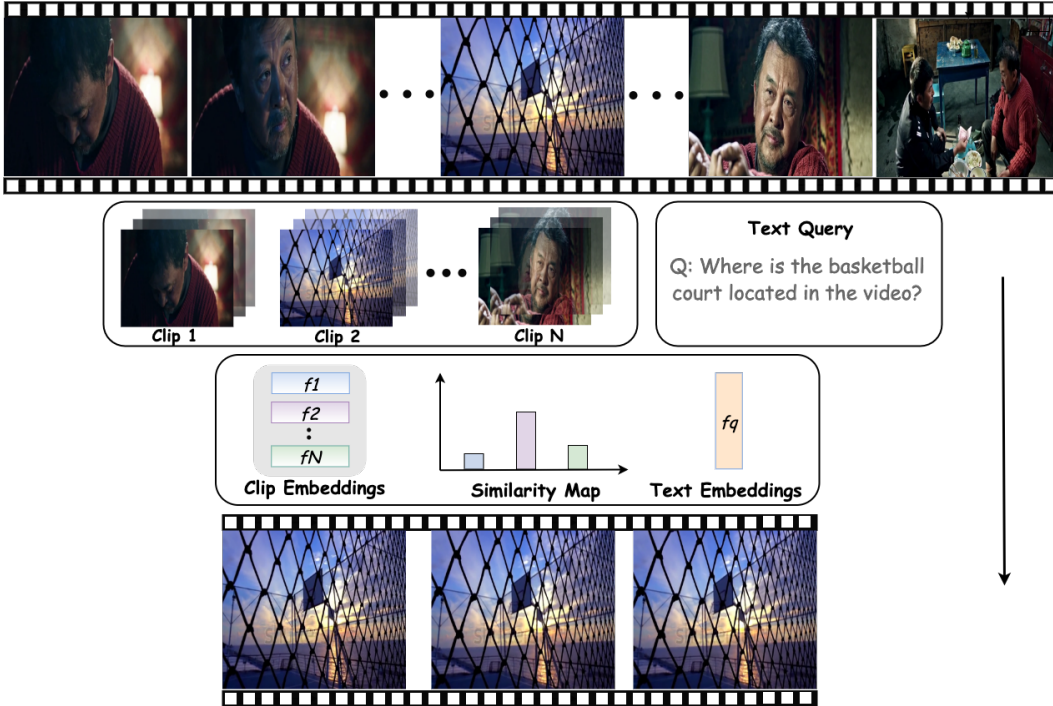 Text Query
Q: Where is the basketball
court located in the video?
Clip 1
Clip 2
Clip N
f1
f2
fN
fq
Clip Embeddings
Similarity Map
Text Embeddings